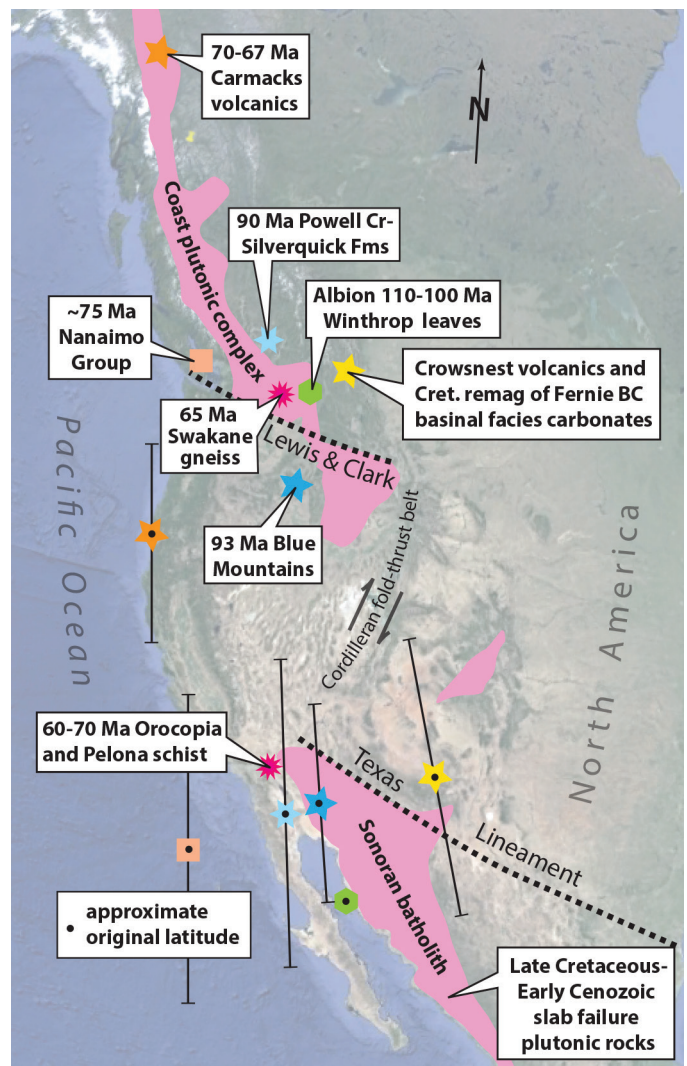 70-67 Ma
Carmacks
volcanics
N
Coast plutonic complex
90 Ma Powell Cr-
Silverquick Fms
Albion 110-100 Ma
Winthrop leaves
~75 Ma
Nanaimo
Group
Crowsnest volcanics and
Cret. remag of Fernie BC
basinal facies carbonates
65 Ma
Swakane
gneiss
Lewis & Clark
Pacific Ocean
93 Ma Blue
Mountains
Cordilleran fold-thrust belt
North America
60-70 Ma Orocopia
and Pelona schist
Texas
Lineament
Sonoran batholith
• approximate
original latitude
Late Cretaceous-
Early Cenozoic
slab failure
plutonic rocks